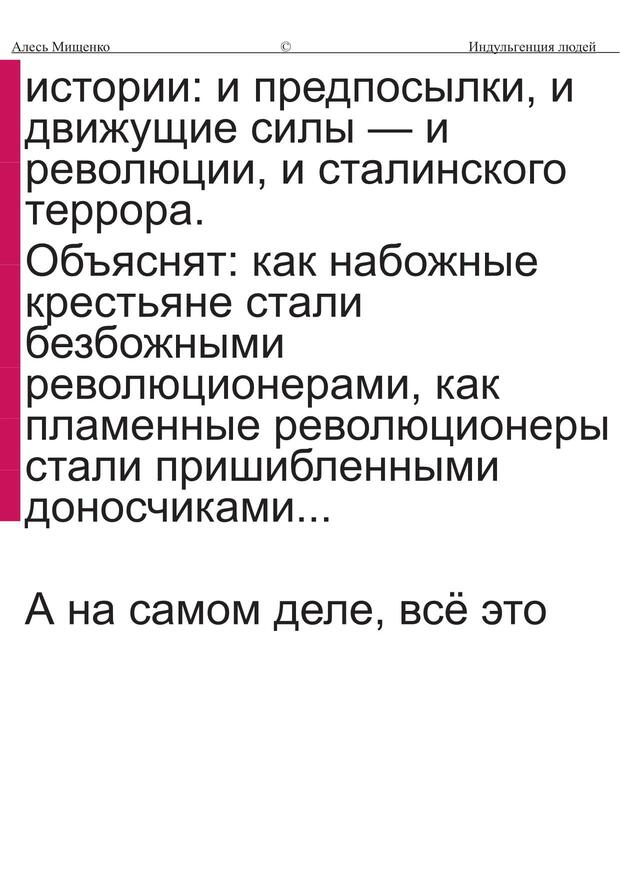 Алесь Мищенко © Индульгенция людей
истории: и предпосылки, и
движущие силы — и
революции, и сталинского
террора.
Объяснят: как набожные
крестьяне стали
безбожными
революционерами, как
пламенные революционеры
стали пришибленными
доносчиками...
А на самом деле, всё это